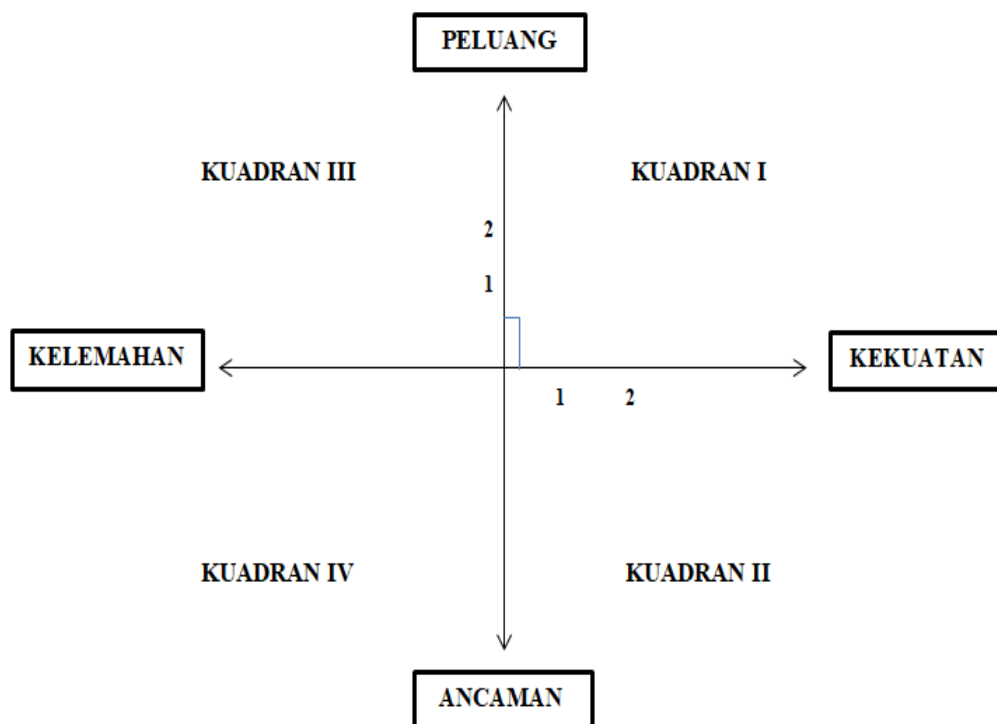 PELUANG
KUADRAN III
KUADRAN I
2
1
KELEMAHAN
KEKUATAN
1 2
KUADRAN IV
KUADRAN II
ANCAMAN